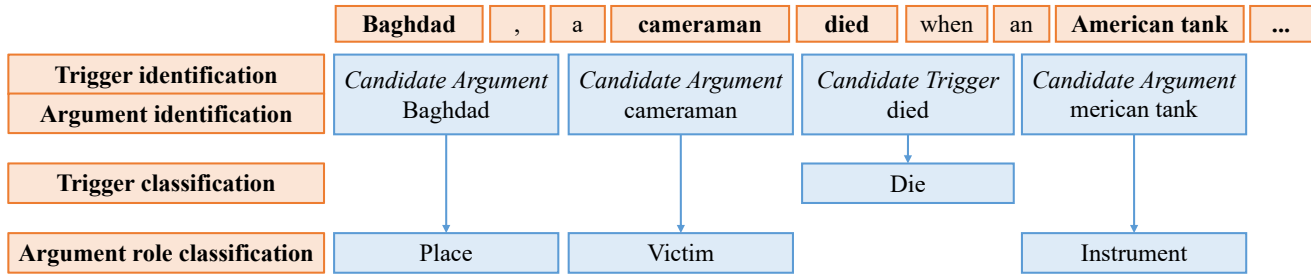 Baghdad , a cameraman died when an American tank ...
Trigger identification
Argument identification
Candidate Argument
Baghdad
Candidate Argument
cameraman
Candidate Trigger
died
Candidate Argument
merican tank
Trigger classification
Die
Argument role classification
Place
Victim
Instrument